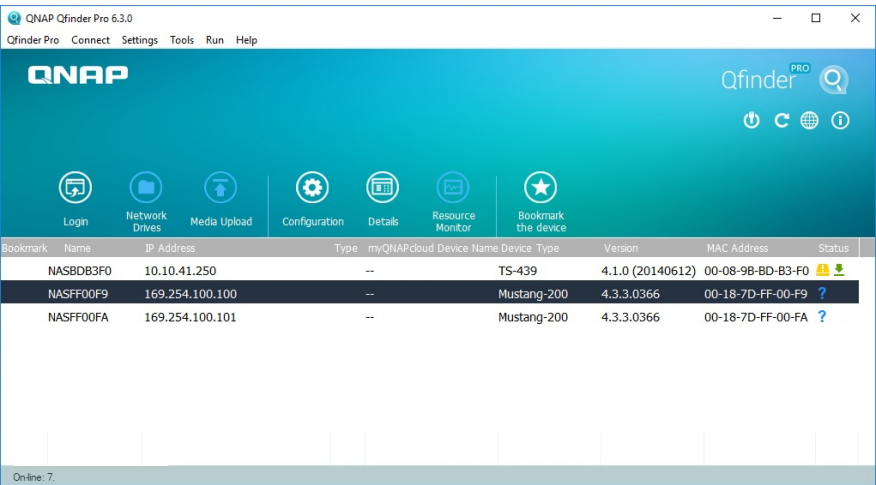 QNAP Qfinder Pro 6.3.0
Qfinder Pro Connect Settings Tools Run Help
QNAP
Qfinder PRO
Login
Network Drives
Media Upload
Configuration
Details
Resource Monitor
Bookmark the device
Bookmark Name IP Address Type myQNAPcloud Device Name Device Type Version MAC Address Status
NASBDB3F0 10.10.41.250 -- TS-439 4.1.0 (20140612) 00-08-9B-BD-B3-F0
NASFF00F9 169.254.100.100 -- Mustang-200 4.3.3.0366 00-18-7D-FF-00-F9 ?
NASFF00FA 169.254.100.101 -- Mustang-200 4.3.3.0366 00-18-7D-FF-00-FA ?
On-line: 7.